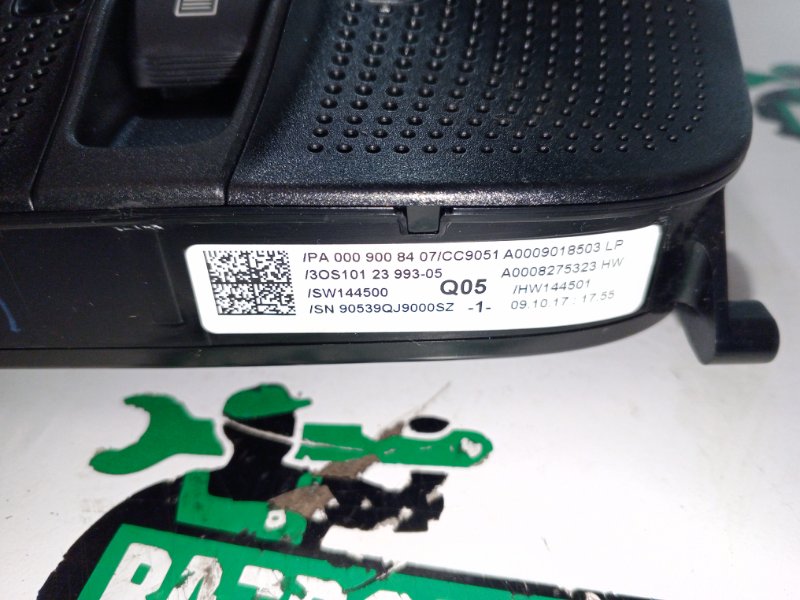 /PA 000 900 84 07/CC9051 A0009018503 LP
/3OS101 23 993-05 A0008275323 HW
/SW144500 Q05 /HW144501
/SN 90539QJ9000SZ -1- 09.10.17 : 17.55